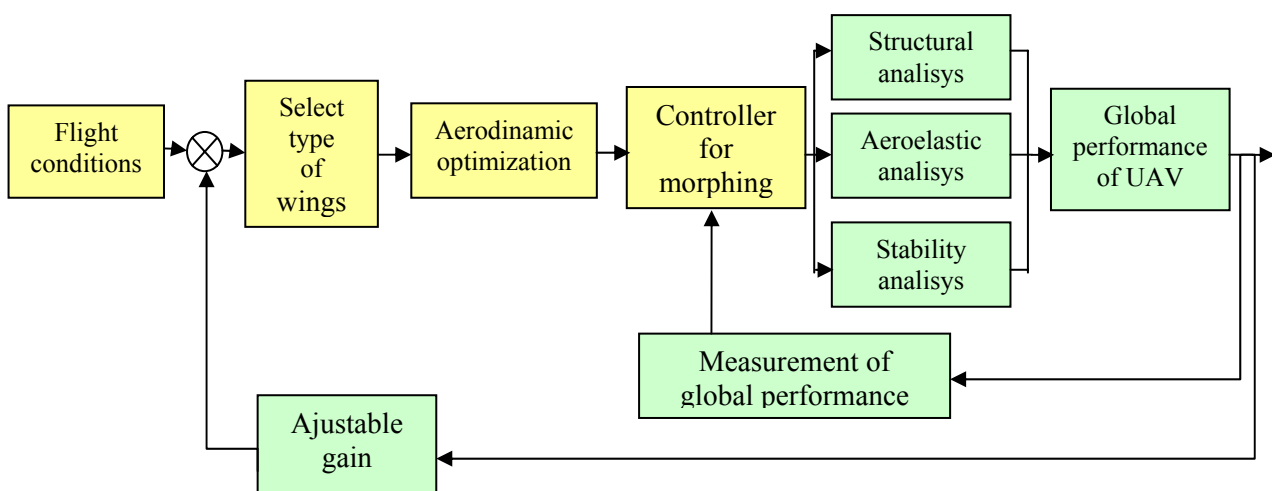 Flight
conditions
Select
type
of
wings
Aerodinamic
optimization
Controller
for
morphing
Structural
analisys
Aeroelastic
analisys
Stability
analisys
Global
performance
of UAV
Measurement of
global performance
Ajustable
gain